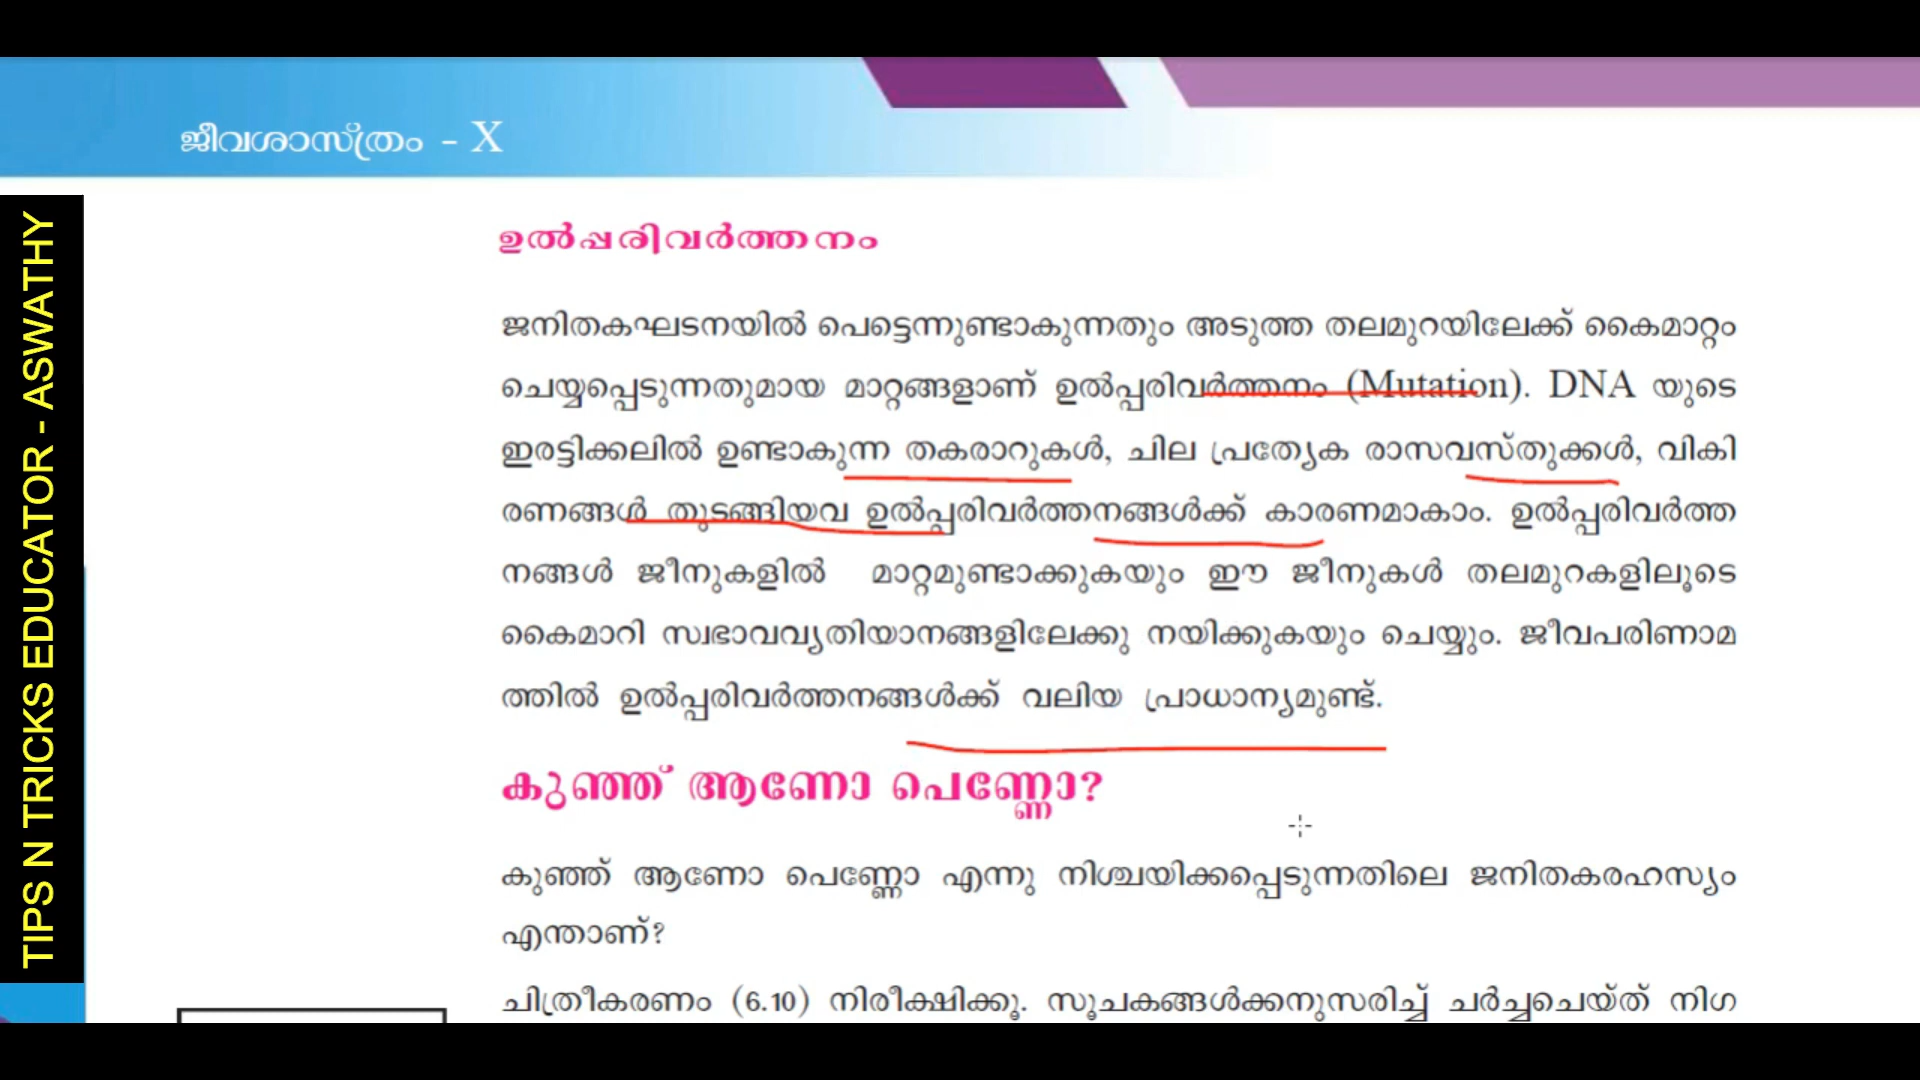 ജീവശാസ്ത്രം - X
TIPS N TRICKS EDUCATOR - ASWATHY
ഉൽപ്പരിവർത്തനം
ജനിതകഘടനയിൽ പെട്ടെന്നുണ്ടാകുന്നതും അടുത്ത തലമുറയിലേക്ക് കൈമാറ്റം
ചെയ്യപ്പെടുന്നതുമായ മാറ്റങ്ങളാണ് ഉൽപ്പരിവർത്തനം (Mutation). DNA യുടെ
ഇരട്ടിക്കലിൽ ഉണ്ടാകുന്ന തകരാറുകൾ, ചില പ്രത്യേക രാസവസ്തുക്കൾ, വികി
രണങ്ങൾ തുടങ്ങിയവ ഉൽപ്പരിവർത്തനങ്ങൾക്ക് കാരണമാകാം. ഉൽപ്പരിവർത്ത
നങ്ങൾ ജീനുകളിൽ മാറ്റമുണ്ടാക്കുകയും ഈ ജീനുകൾ തലമുറകളിലൂടെ
കൈമാറി സ്വഭാവവ്യതിയാനങ്ങളിലേക്കു നയിക്കുകയും ചെയ്യും. ജീവപരിണാമ
ത്തിൽ ഉൽപ്പരിവർത്തനങ്ങൾക്ക് വലിയ പ്രാധാന്യമുണ്ട്.
കുഞ്ഞ് ആണോ പെണ്ണോ?
കുഞ്ഞ് ആണോ പെണ്ണോ എന്നു നിശ്ചയിക്കപ്പെടുന്നതിലെ ജനിതകരഹസ്യം
എന്താണ്?
ചിത്രീകരണം (6.10) നിരീക്ഷിക്കൂ. സൂചകങ്ങൾക്കനുസരിച്ച് ചർച്ചചെയ്ത് നിഗ